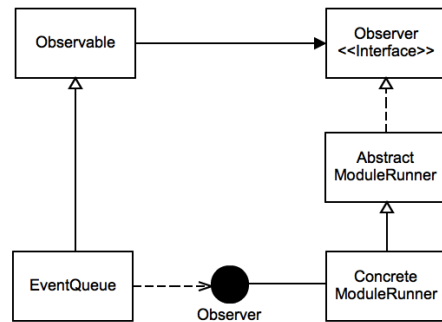 Observable
Observer
<<Interface>>
Abstract
ModuleRunner
EventQueue
Observer
Concrete
ModuleRunner